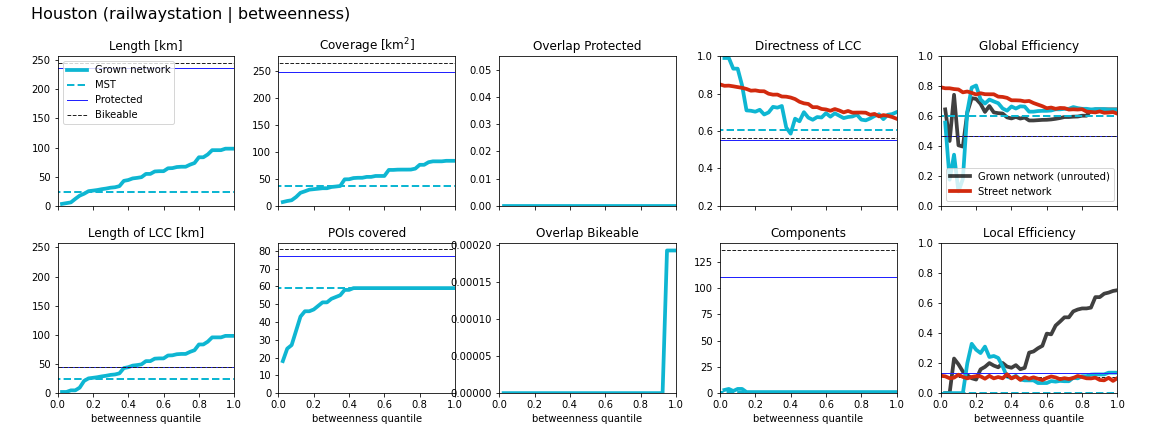 Houston (railwaystation | betweenness)
Length [km]
250
200
150
100
50
0
Grown network
MST
Protected
Bikeable
Coverage [km²]
250
200
150
100
50
0
Overlap Protected
0.05
0.04
0.03
0.02
0.01
0.00
Directness of LCC
1.0
0.8
0.6
0.4
0.2
Global Efficiency
1.0
0.8
0.6
0.4
0.2
0.0
Grown network (unrouted)
Street network
Length of LCC [km]
250
200
150
100
50
0
0.0 0.2 0.4 0.6 0.8 1.0
betweenness quantile
POIs covered
80
70
60
50
40
30
20
10
0
0.0 0.2 0.4 0.6 0.8 1.0
betweenness quantile
Overlap Bikeable
0.00020
0.00015
0.00010
0.00005
0.00000
0.0 0.2 0.4 0.6 0.8 1.0
betweenness quantile
Components
125
100
75
50
25
0
0.0 0.2 0.4 0.6 0.8 1.0
betweenness quantile
Local Efficiency
1.0
0.8
0.6
0.4
0.2
0.0
0.0 0.2 0.4 0.6 0.8 1.0
betweenness quantile